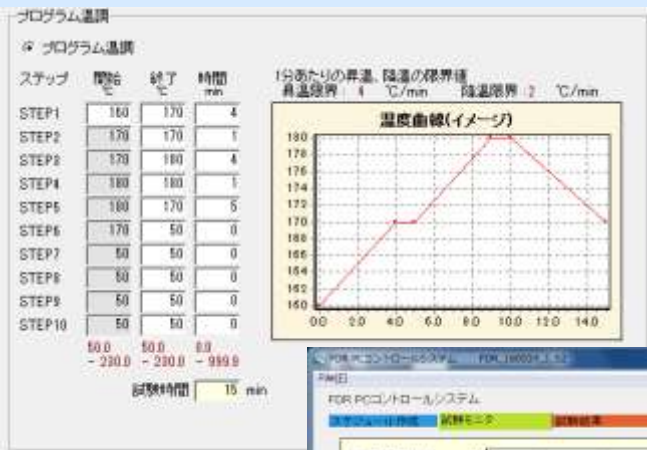 プログラム温調
プログラム温調
ステップ 開始 ℃ 終了 ℃ 時間 min
STEP1 160 170 4
STEP2 170 170 1
STEP3 170 180 4
STEP4 180 180 1
STEP5 180 170 5
STEP6 170 50 0
STEP7 50 50 0
STEP8 50 50 0
STEP9 50 50 0
STEP10 50 50 0
50.0 50.0 0.0
~ 230.0 ~ 230.0 ~ 999.9
試験時間 15 min
1分あたりの昇温、降温の限界値
昇温限界: 4 ℃/min 降温限界: 2 ℃/min
温度曲線(イメージ)
180
178
176
174
172
170
168
166
164
162
160
0.0 2.0 4.0 6.0 8.0 10.0 12.0 14.0
FDR PCコントロールシステム
FDR PCコントロールシステム
スケジュール作成 試験モニタ 試験結果